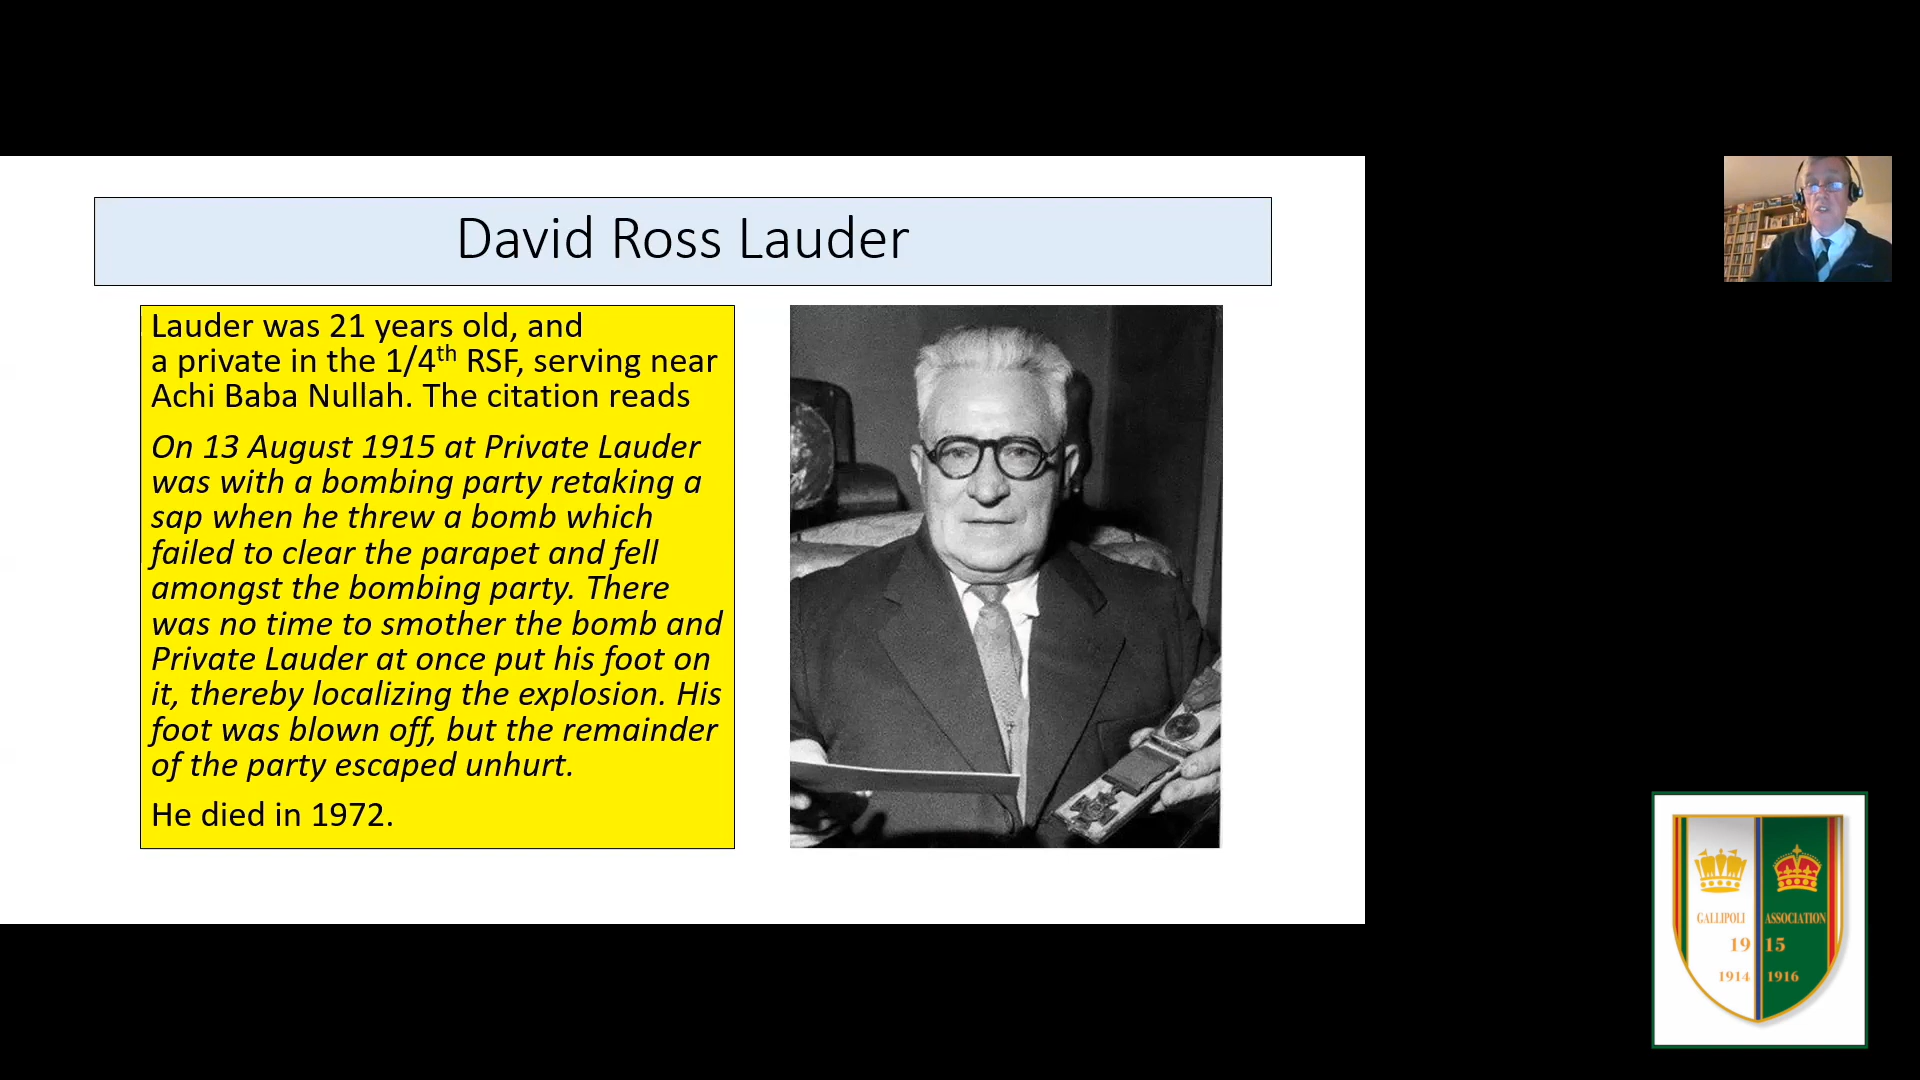 David Ross Lauder
Lauder was 21 years old, and
a private in the 1/4th RSF, serving near
Achi Baba Nullah. The citation reads
On 13 August 1915 at Private Lauder
was with a bombing party retaking a
sap when he threw a bomb which
failed to clear the parapet and fell
amongst the bombing party. There
was no time to smother the bomb and
Private Lauder at once put his foot on
it, thereby localizing the explosion. His
foot was blown off, but the remainder
of the party escaped unhurt.
He died in 1972.
GALLIPOLI ASSOCIATION
19 15
1914 1916